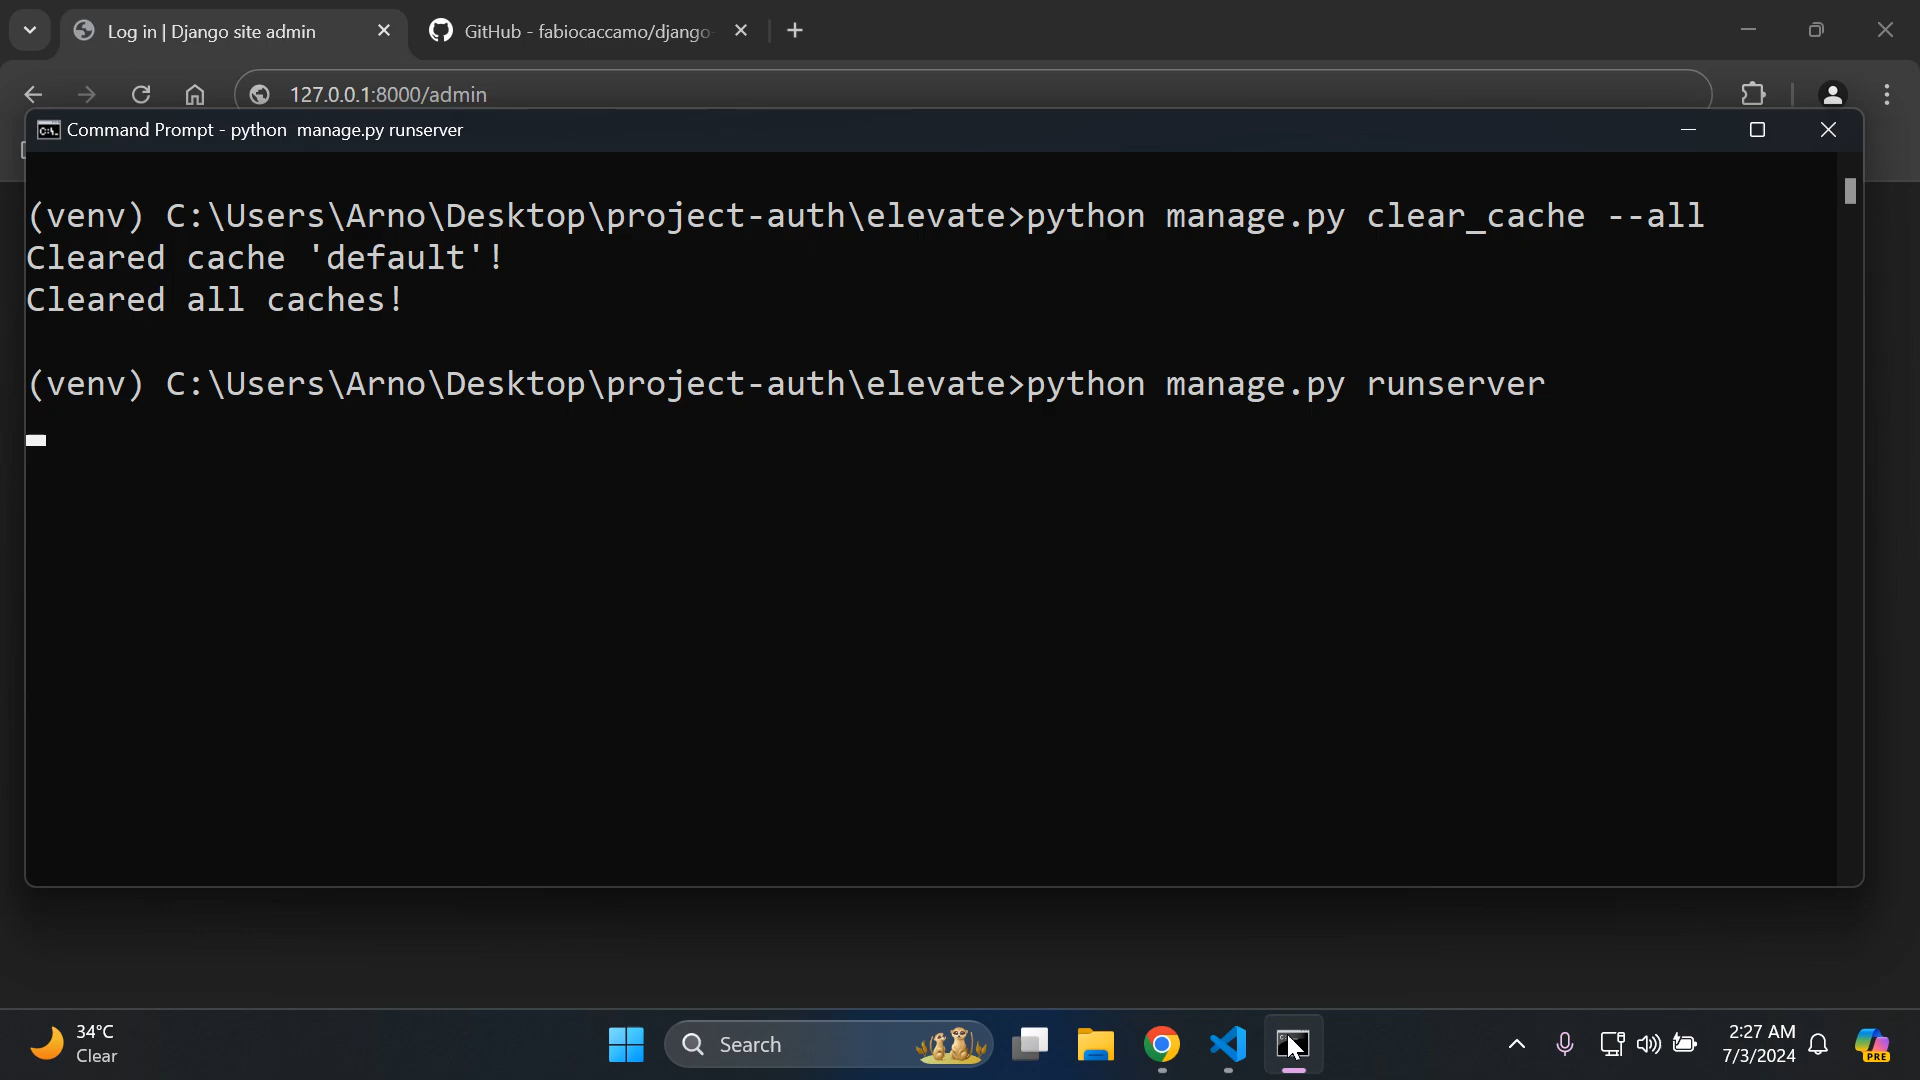 Log in | Django site admin
GitHub - fabiocaccamo/django-
127.0.0.1:8000/admin
Command Prompt - python  manage.py runserver
(venv) C:\Users\Arno\Desktop\project-auth\elevate>python manage.py clear_cache --all
Cleared cache 'default'!
Cleared all caches!
(venv) C:\Users\Arno\Desktop\project-auth\elevate>python manage.py runserver
34°C
Clear
Search
2:27 AM
7/3/2024
PRE